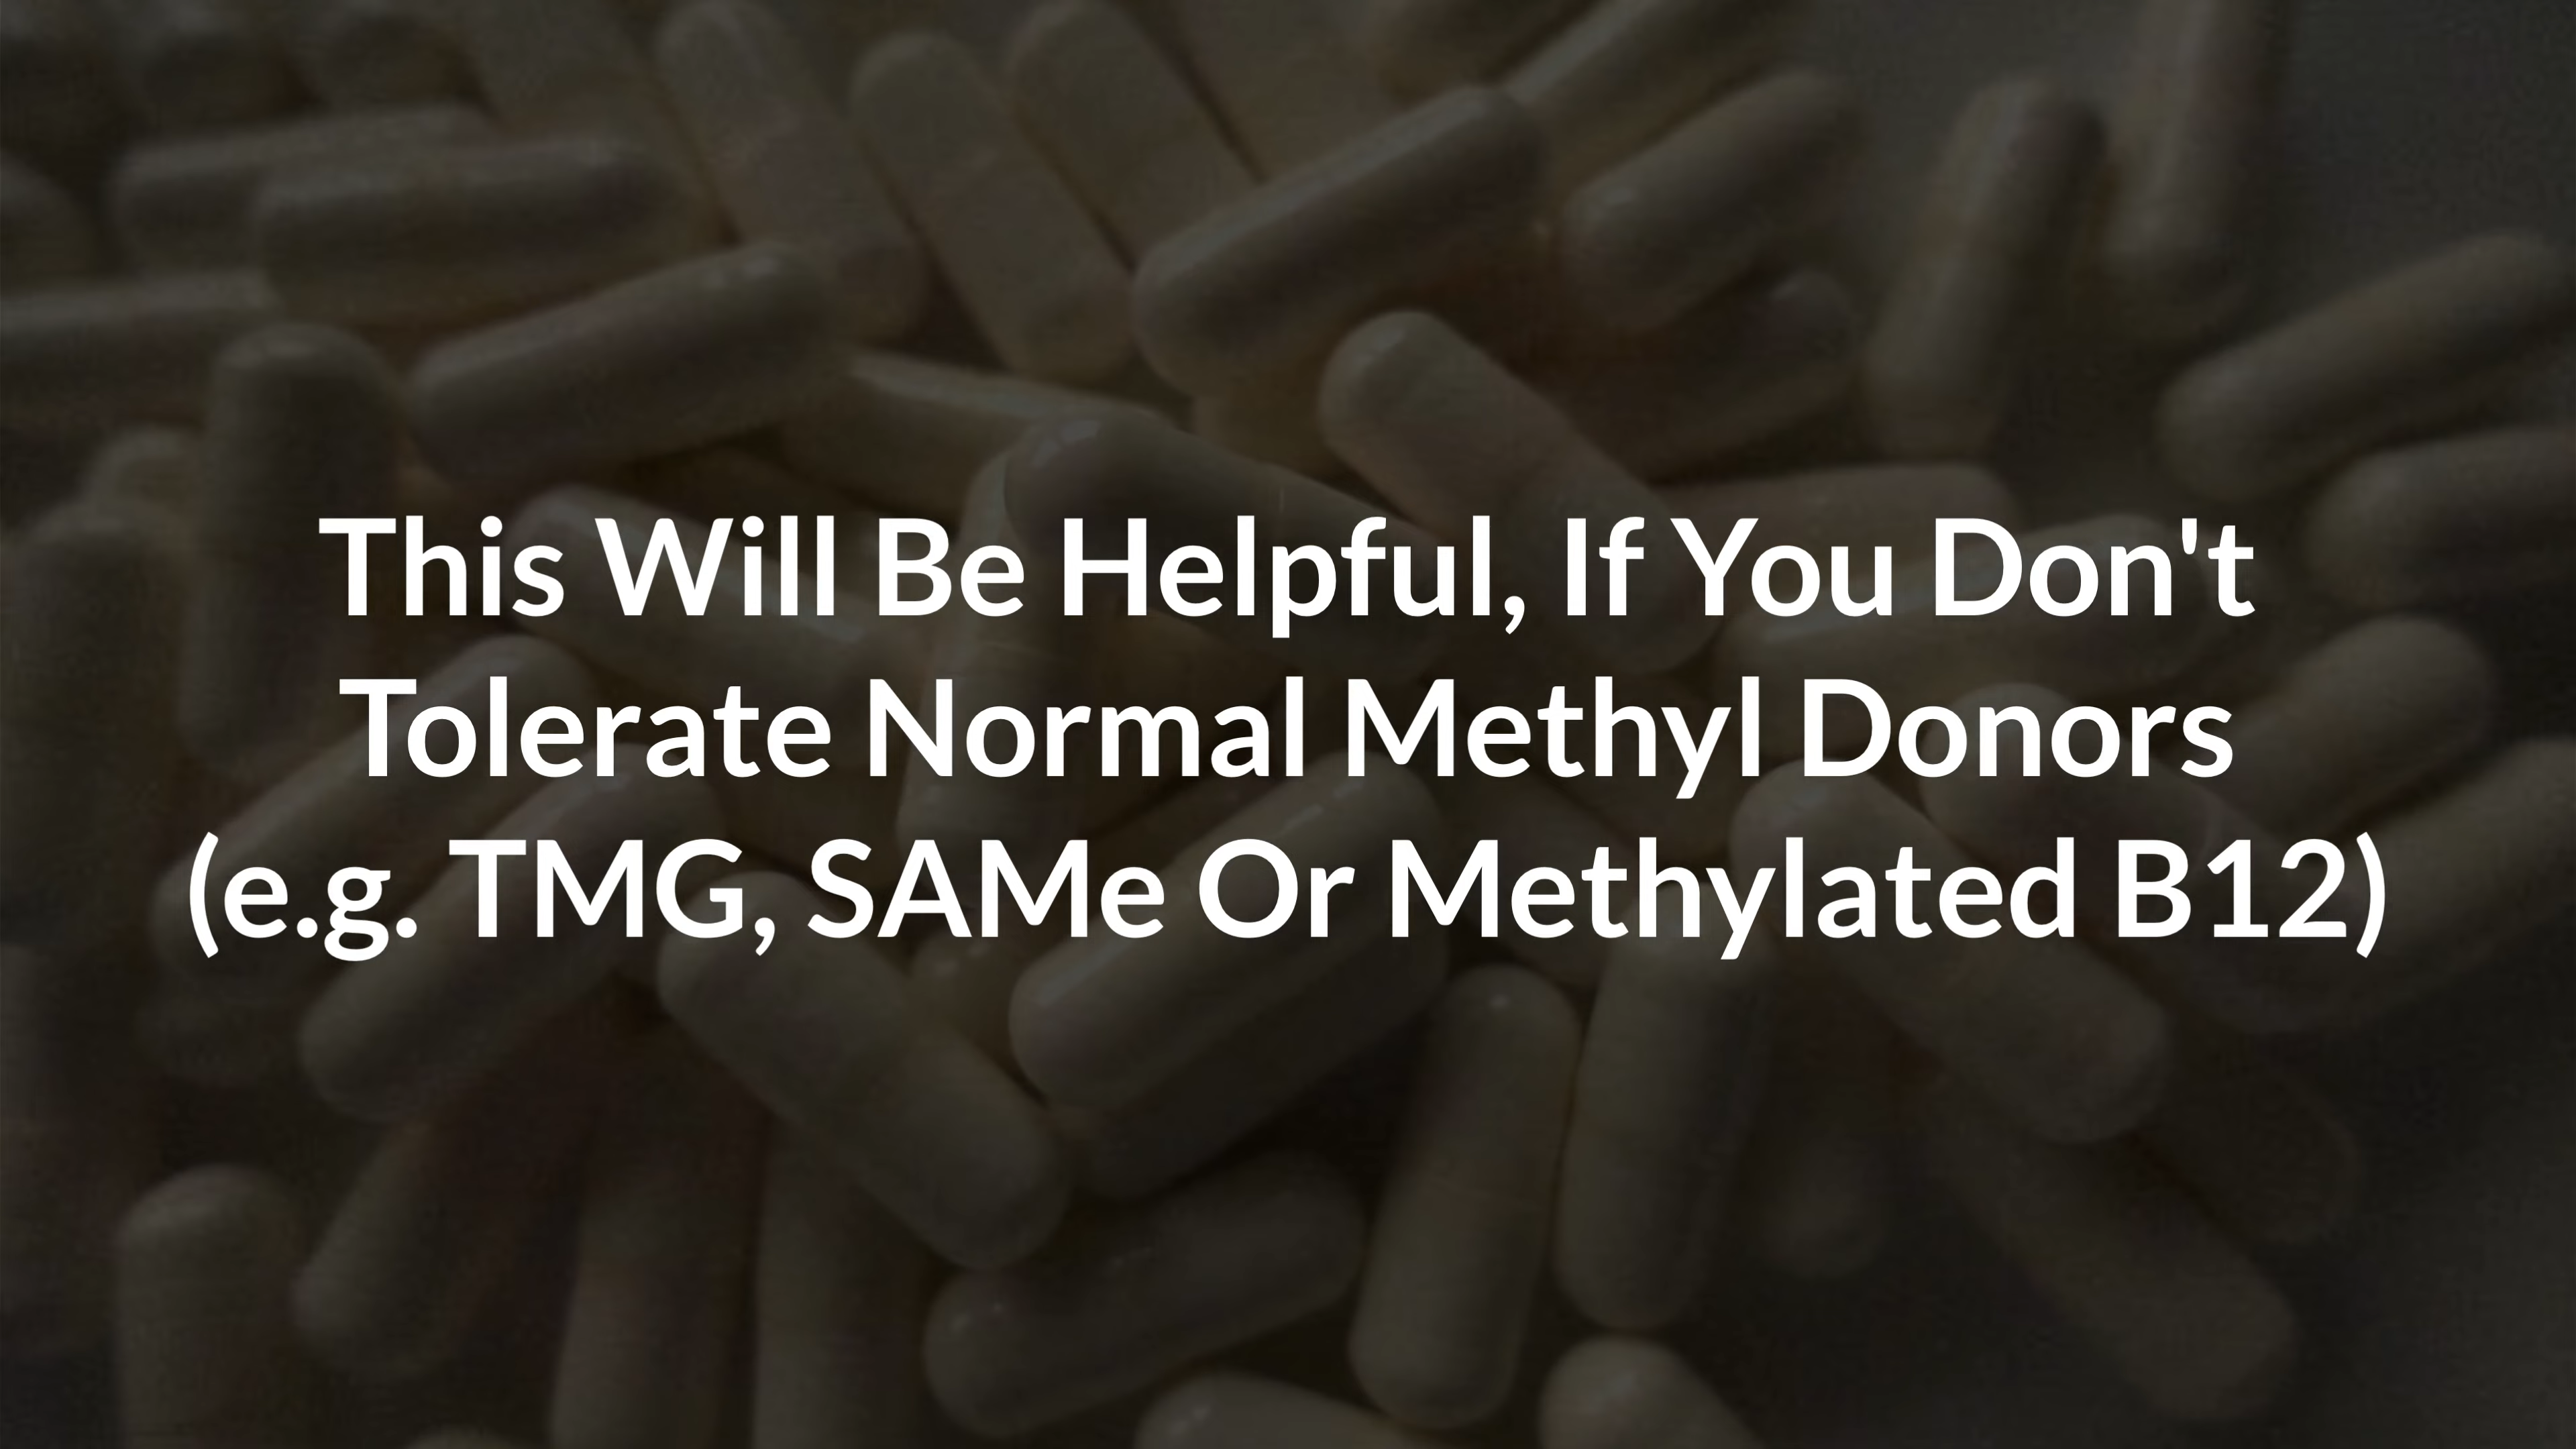 This Will Be Helpful, If You Don't
Tolerate Normal Methyl Donors
(e.g. TMG, SAMe Or Methylated B12)